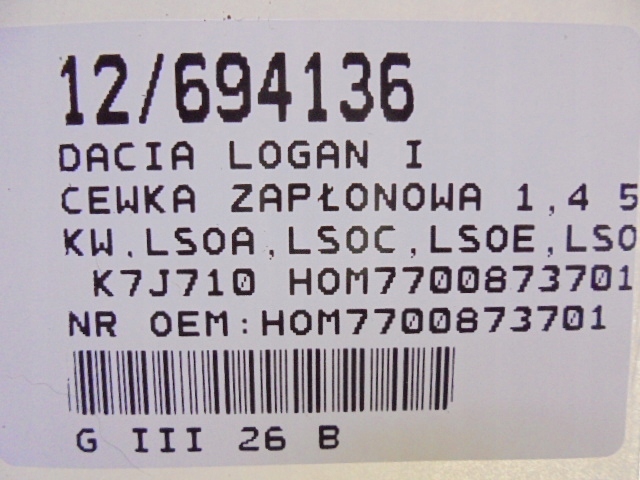 12/694136
DACIA LOGAN I
CEWKA ZAPŁONOWA 1,4 5
KW.LSOA,LSOC,LSOE,LSO
K7J710 HOM7700873701
NR OEM:HOM7700873701
G III 26 B